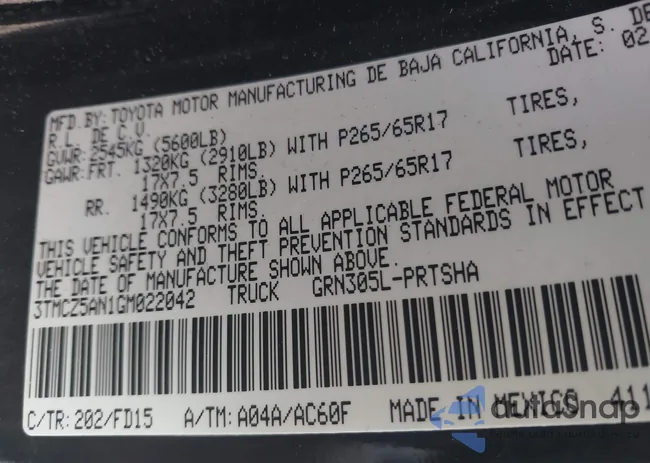 MFD.BY: TOYOTA MOTOR MANUFACTURING DE BAJA CALIFORNIA, S. DE
R.L. DE C.V. DATE: 02
GVWR: 2545KG (5600LB)
GAWR: FRT. 1320KG (2910LB) WITH P265/65R17 TIRES,
17X7.5 RIMS.
RR. 1490KG (3280LB) WITH P265/65R17 TIRES,
17X7.5 RIMS.
THIS VEHICLE CONFORMS TO ALL APPLICABLE FEDERAL MOTOR
VEHICLE SAFETY AND THEFT PREVENTION STANDARDS IN EFFECT
THE DATE OF MANUFACTURE SHOWN ABOVE.
3TMCZ5AN1GM022042 TRUCK GRN305L-PRTSHA
C/TR: 202/FD15 A/TM: A04A/AC60F MADE IN MEXICO 411
autoSnap